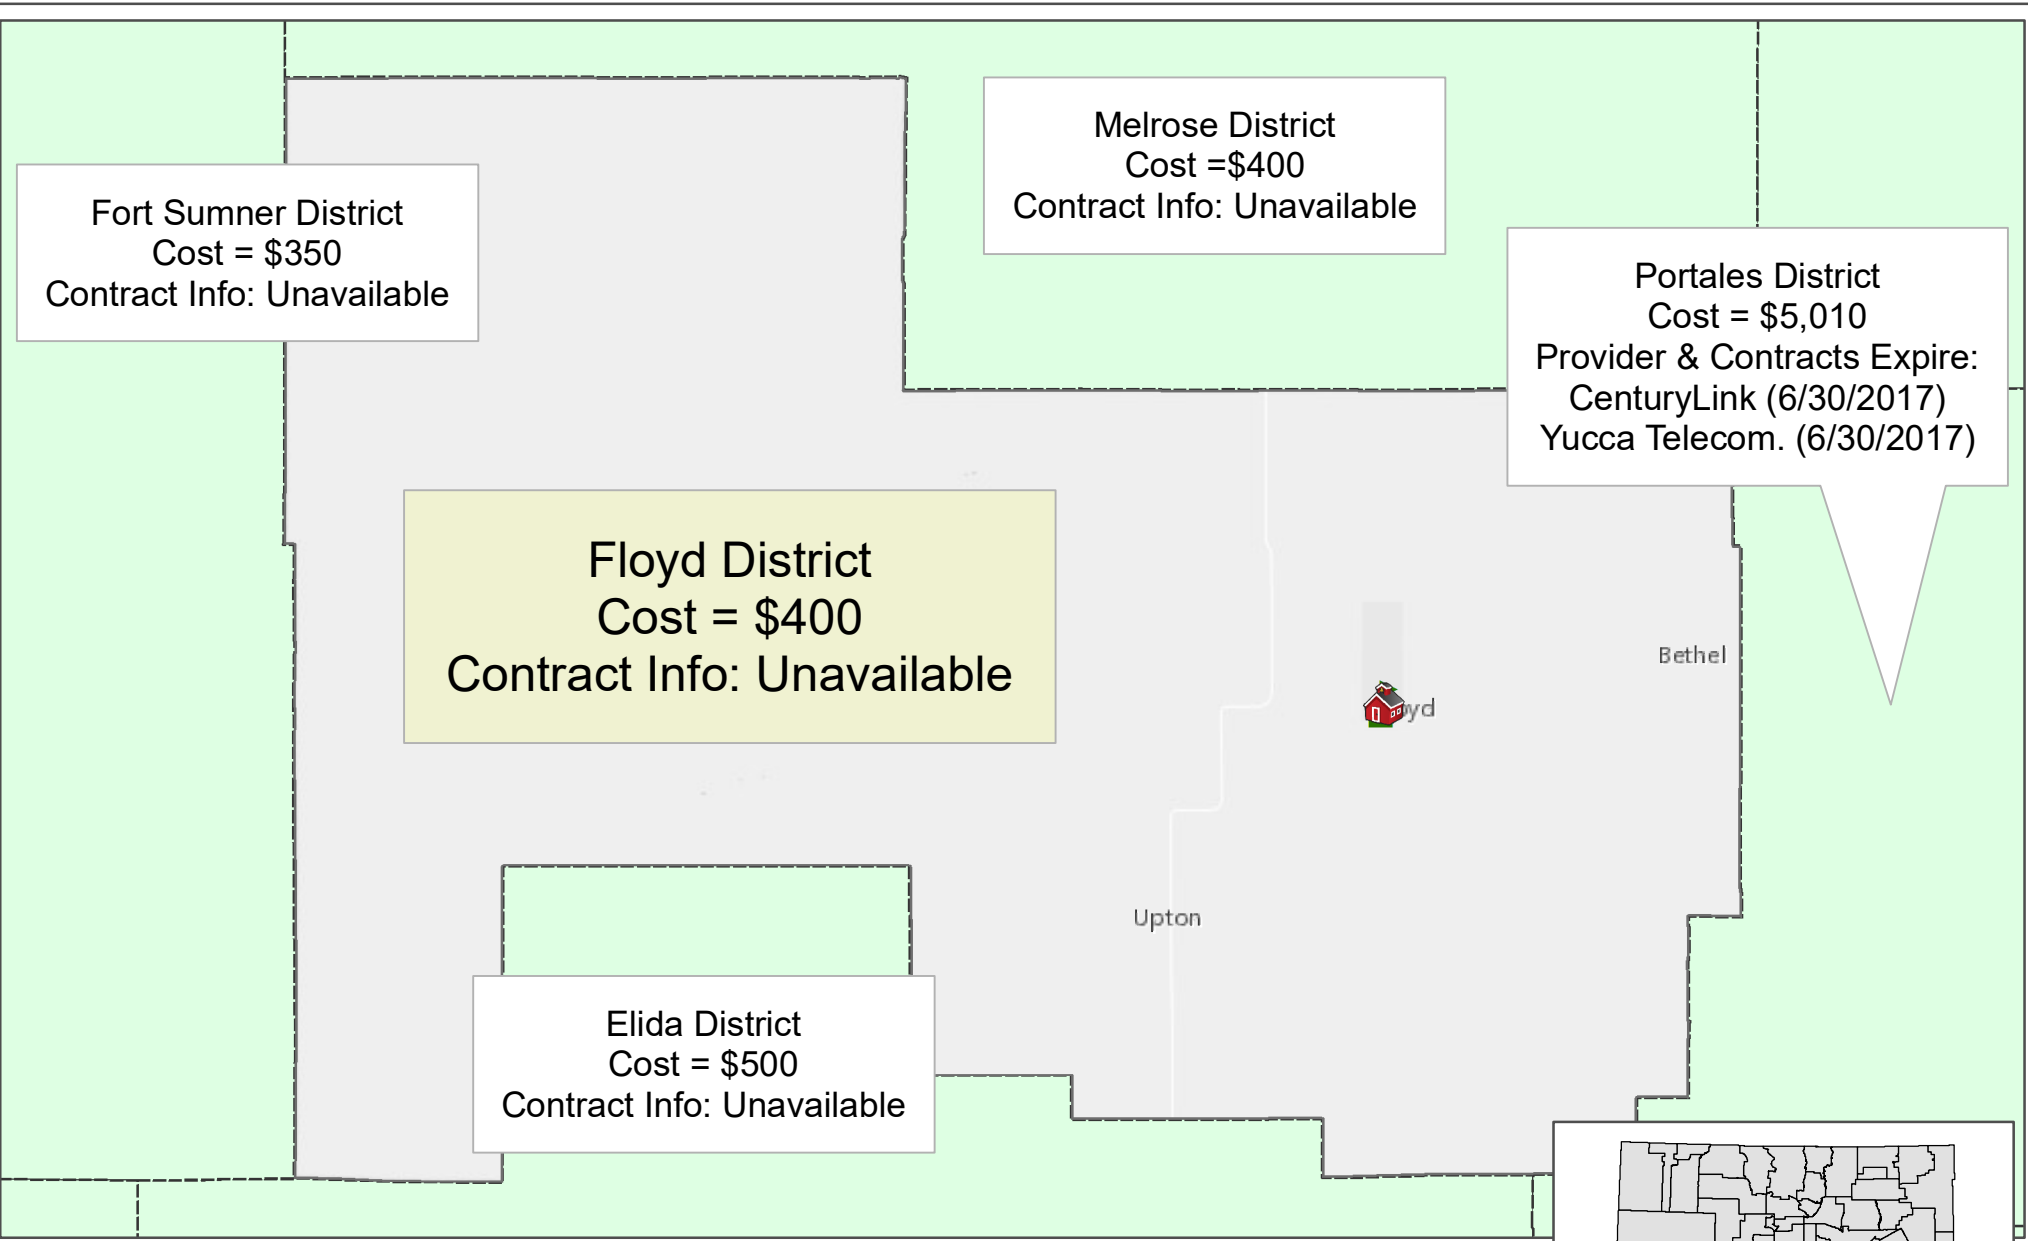 Melrose District
Cost =$400
Contract Info: Unavailable
Fort Sumner District
Cost = $350
Contract Info: Unavailable
Portales District
Cost = $5,010
Provider & Contracts Expire:
CenturyLink (6/30/2017)
Yucca Telecom. (6/30/2017)
Floyd District
Cost = $400
Contract Info: Unavailable
Bethel
yd
Upton
Elida District
Cost = $500
Contract Info: Unavailable